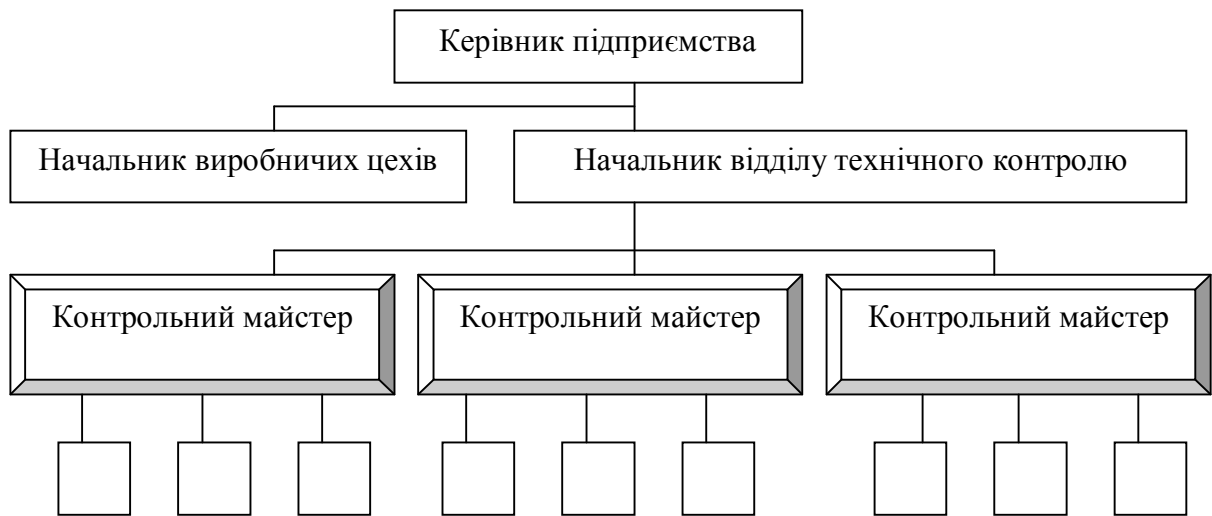 Керівник підприємства
Начальник виробничих цехів
Начальник відділу технічного контролю
Контрольний майстер
Контрольний майстер
Контрольний майстер